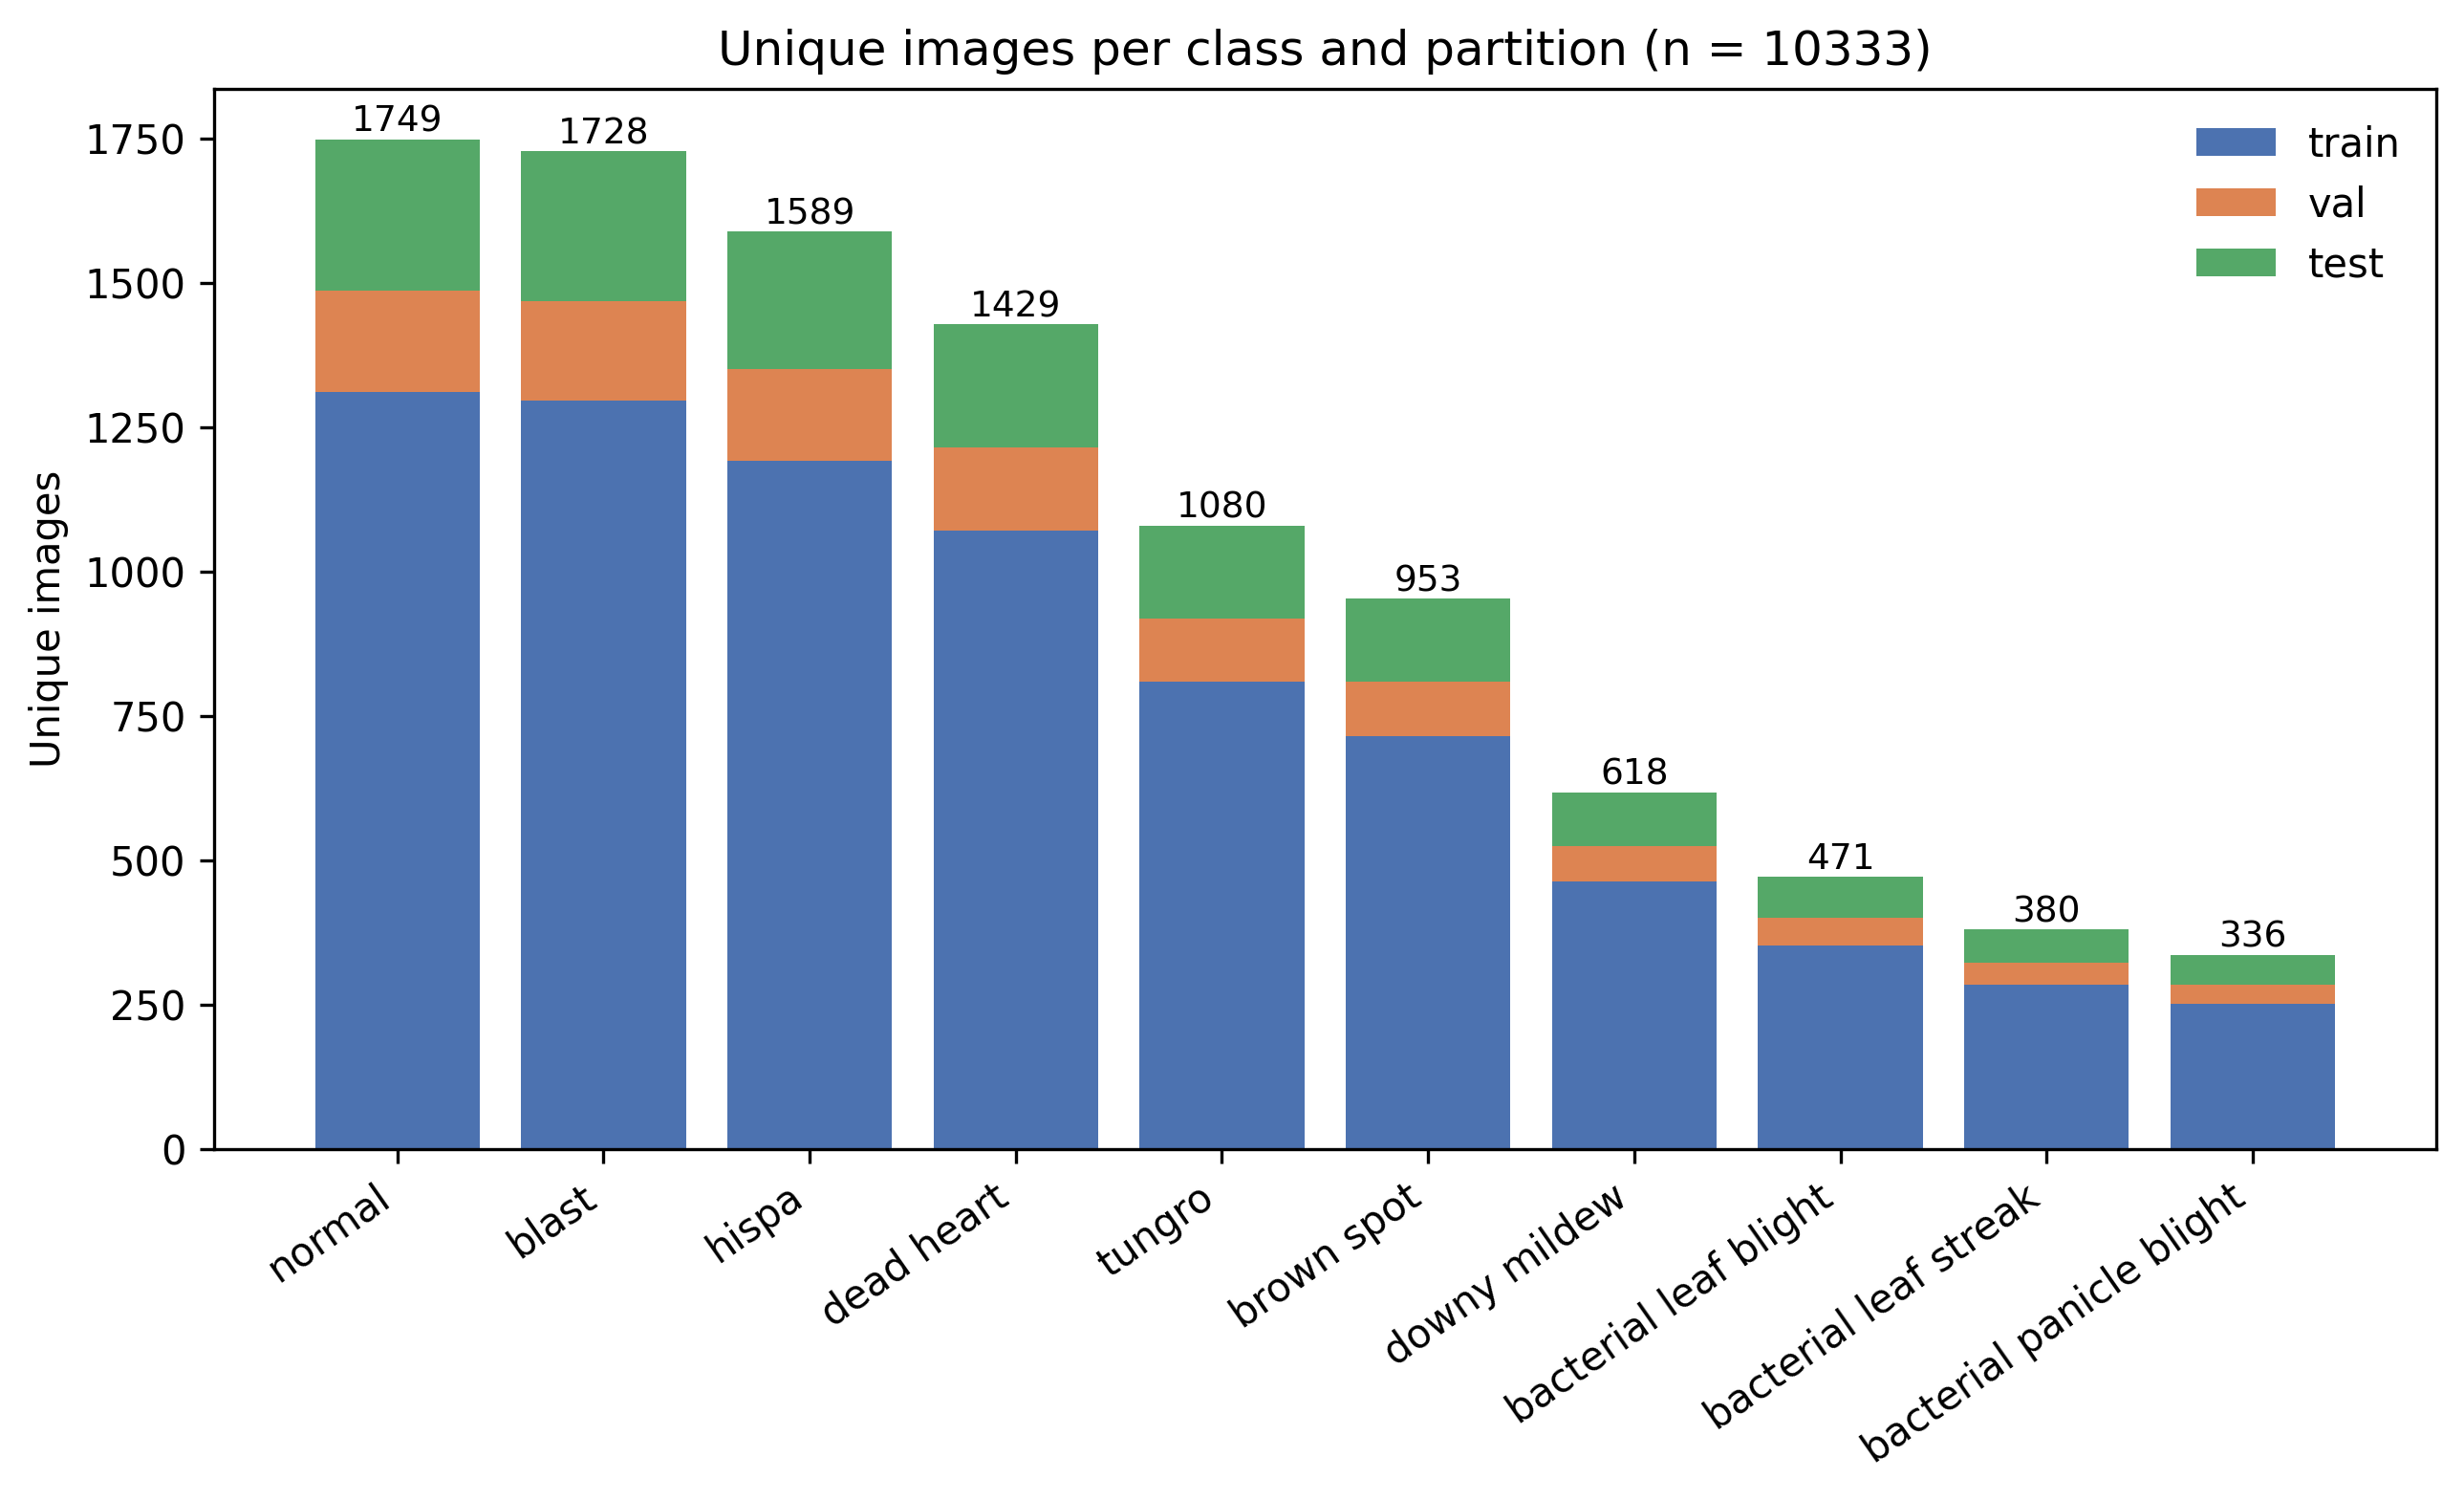 Unique images per class and partition (n = 10333)
Unique images
1750
1500
1250
1000
750
500
250
0
1749
1728
1589
1429
1080
953
618
471
380
336
train
val
test
normal
blast
hispa
dead heart
tungro
brown spot
downy mildew
bacterial leaf blight
bacterial leaf streak
bacterial panicle blight